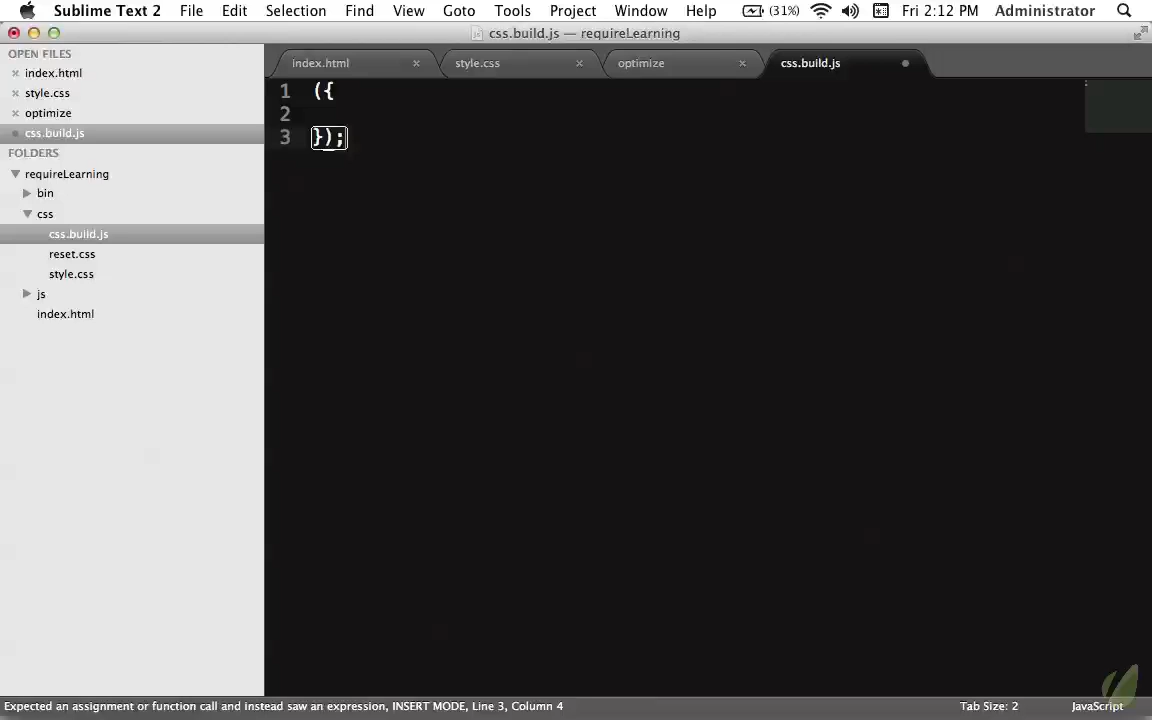 Sublime Text 2 File Edit Selection Find View Goto Tools Project Window Help (31%) Fri 2:12 PM Administrator
css.build.js — requireLearning
OPEN FILES
index.html
style.css
optimize
css.build.js
FOLDERS
requireLearning
bin
css
css.build.js
reset.css
style.css
js
index.html
index.html style.css optimize css.build.js
1 ({
2
3 });
Expected an assignment or function call and instead saw an expression, INSERT MODE, Line 3, Column 4 Tab Size: 2 JavaScript